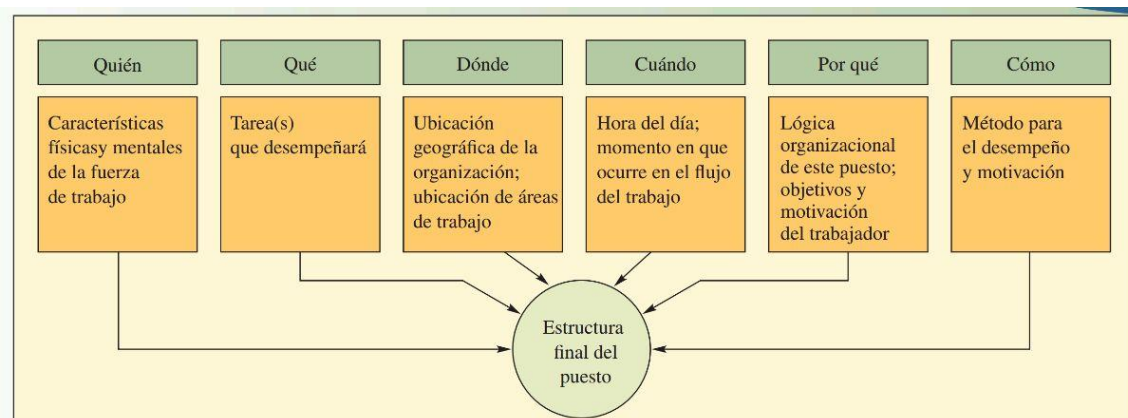 Quién
Qué
Dónde
Cuándo
Por qué
Cómo
Características
físicasy mentales
de la fuerza
de trabajo
Tarea(s)
que desempeñará
Ubicación
geográfica de la
organización;
ubicación de áreas
de trabajo
Hora del día;
momento en que
ocurre en el flujo
del trabajo
Lógica
organizacional
de este puesto;
objetivos y
motivación
del trabajador
Método para
el desempeño
y motivación
Estructura
final del
puesto